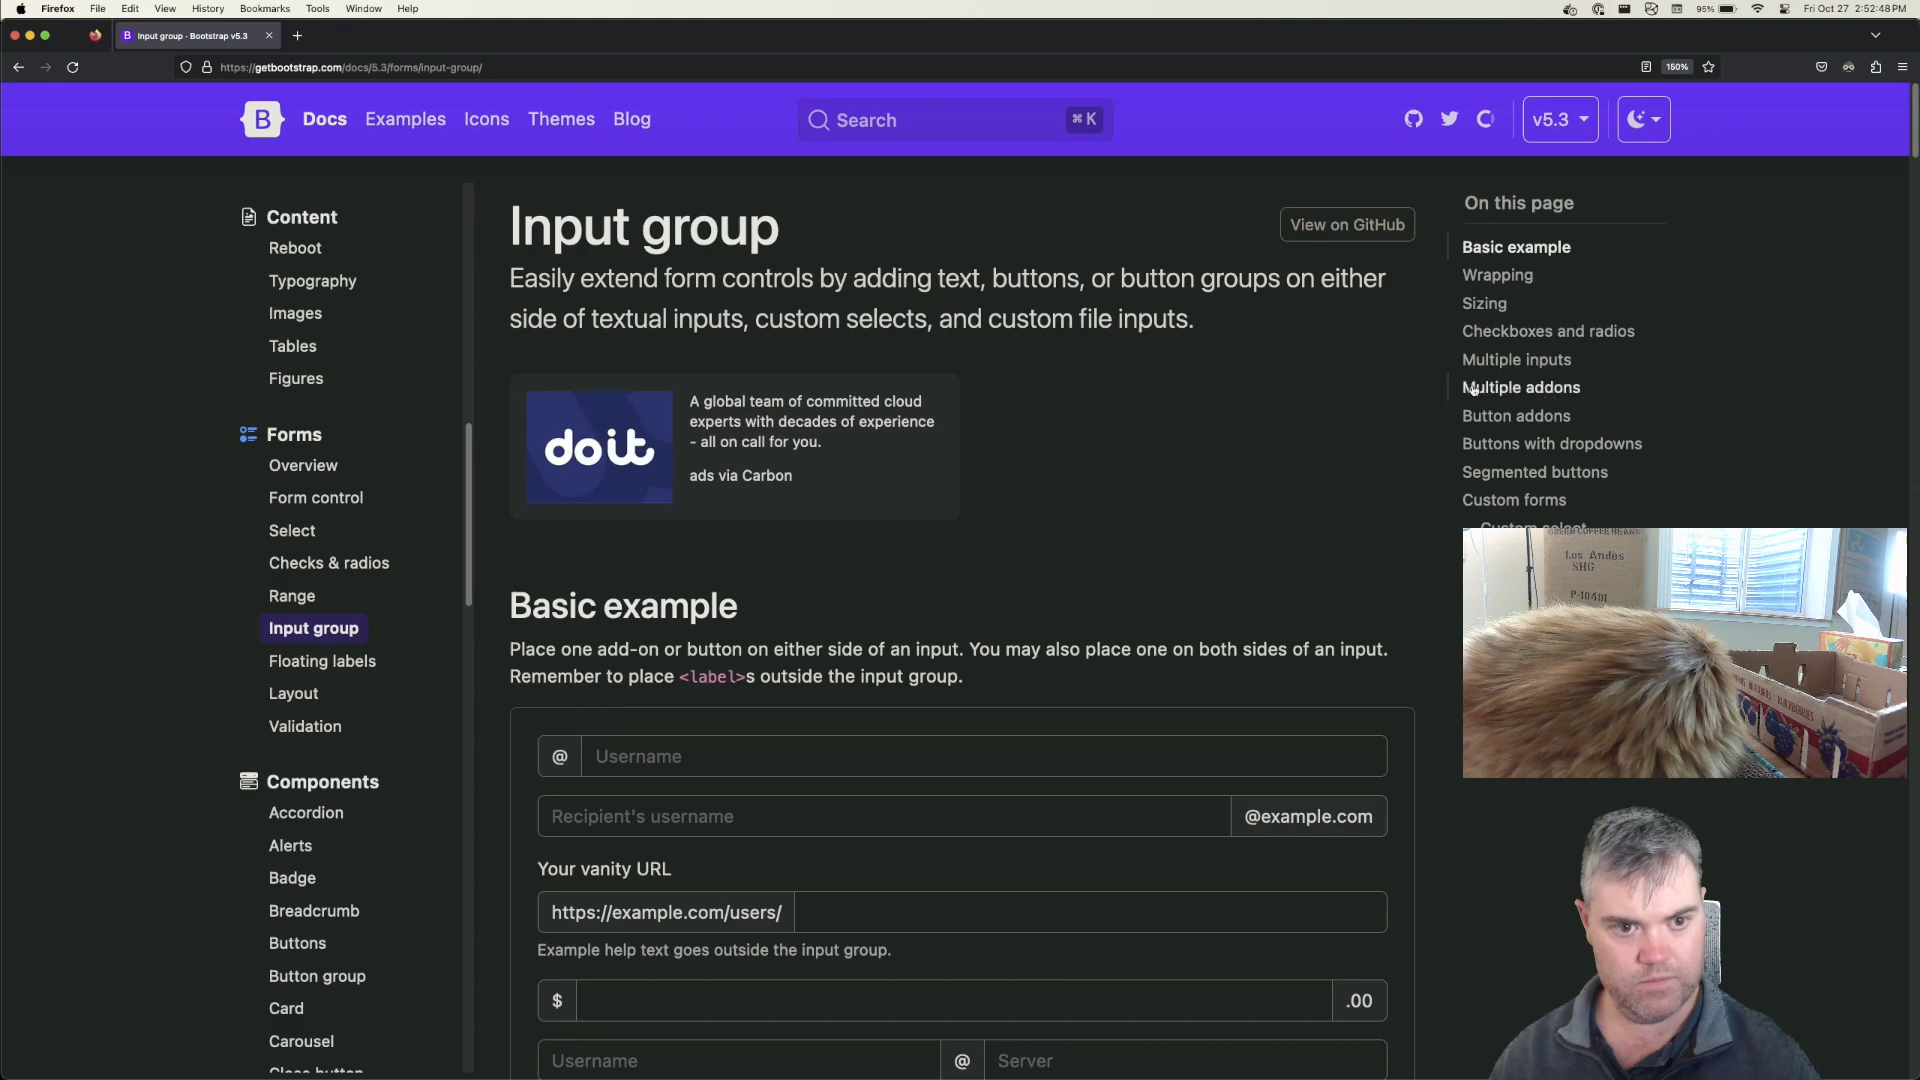 Firefox File Edit View History Bookmarks Tools Window Help
95% Fri Oct 27 2:52:48 PM
Input group · Bootstrap v5.3
https://getbootstrap.com/docs/5.3/forms/input-group/
150%
B Docs Examples Icons Themes Blog
Search ⌘ K
v5.3
Content
Reboot
Typography
Images
Tables
Figures
Forms
Overview
Form control
Select
Checks & radios
Range
Input group
Floating labels
Layout
Validation
Components
Accordion
Alerts
Badge
Breadcrumb
Buttons
Button group
Card
Carousel
Close button
Input group
View on GitHub
Easily extend form controls by adding text, buttons, or button groups on either
side of textual inputs, custom selects, and custom file inputs.
doit
A global team of committed cloud
experts with decades of experience
- all on call for you.
ads via Carbon
Basic example
Place one add-on or button on either side of an input. You may also place one on both sides of an input.
Remember to place <label>s outside the input group.
@ Username
Recipient's username @example.com
Your vanity URL
https://example.com/users/
Example help text goes outside the input group.
$ .00
Username @ Server
On this page
Basic example
Wrapping
Sizing
Checkboxes and radios
Multiple inputs
Multiple addons
Button addons
Buttons with dropdowns
Segmented buttons
Custom forms
Custom select
GREEN COFFEE BEANS
Los Andes
SHG
P-10401
BLACKBERRIES